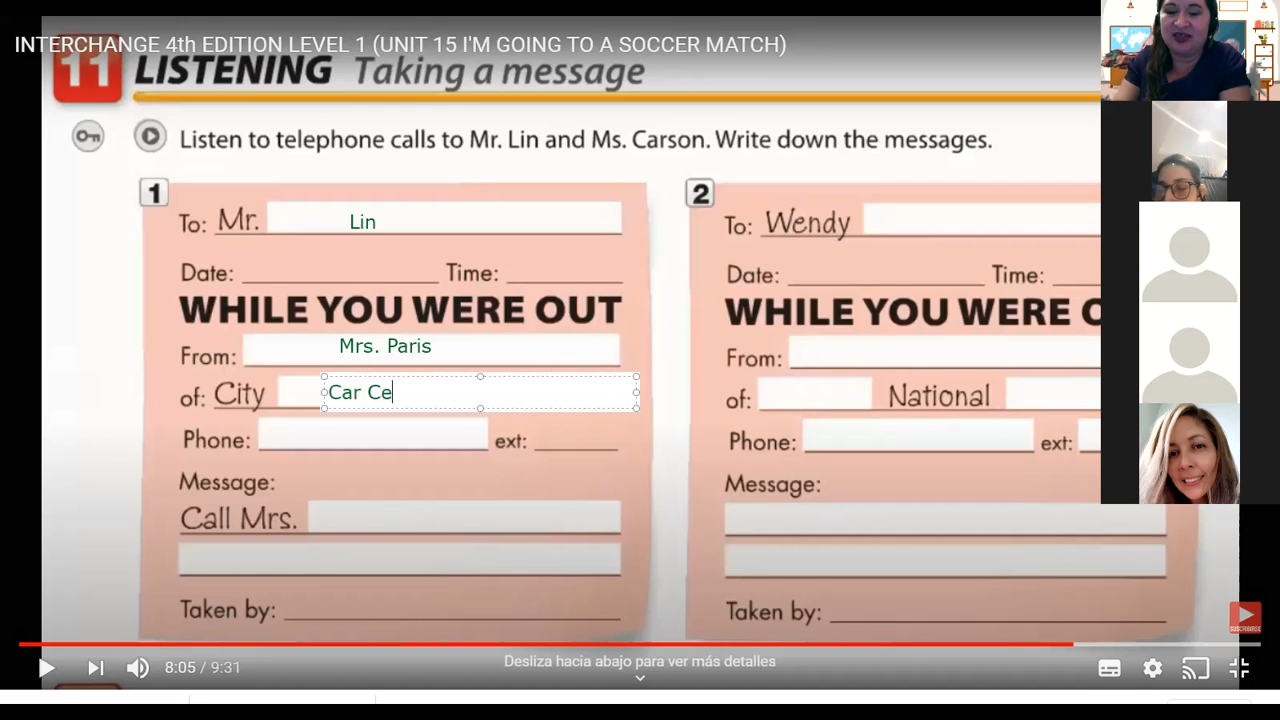 INTERCHANGE 4th EDITION LEVEL 1 (UNIT 15 I'M GOING TO A SOCCER MATCH)
11 LISTENING Taking a message
Listen to telephone calls to Mr. Lin and Ms. Carson. Write down the messages.
1
To: Mr. Lin
Date: Time:
WHILE YOU WERE OUT
From: Mrs. Paris
of: City Car Ce
Phone: ext:
Message:
Call Mrs.
Taken by:
2
To: Wendy
Date: Time:
WHILE YOU WERE O
From:
of: National
Phone: ext:
Message:
Taken by:
SUSCRIBIRSE
8:05 / 9:31
Desliza hacia abajo para ver más detalles